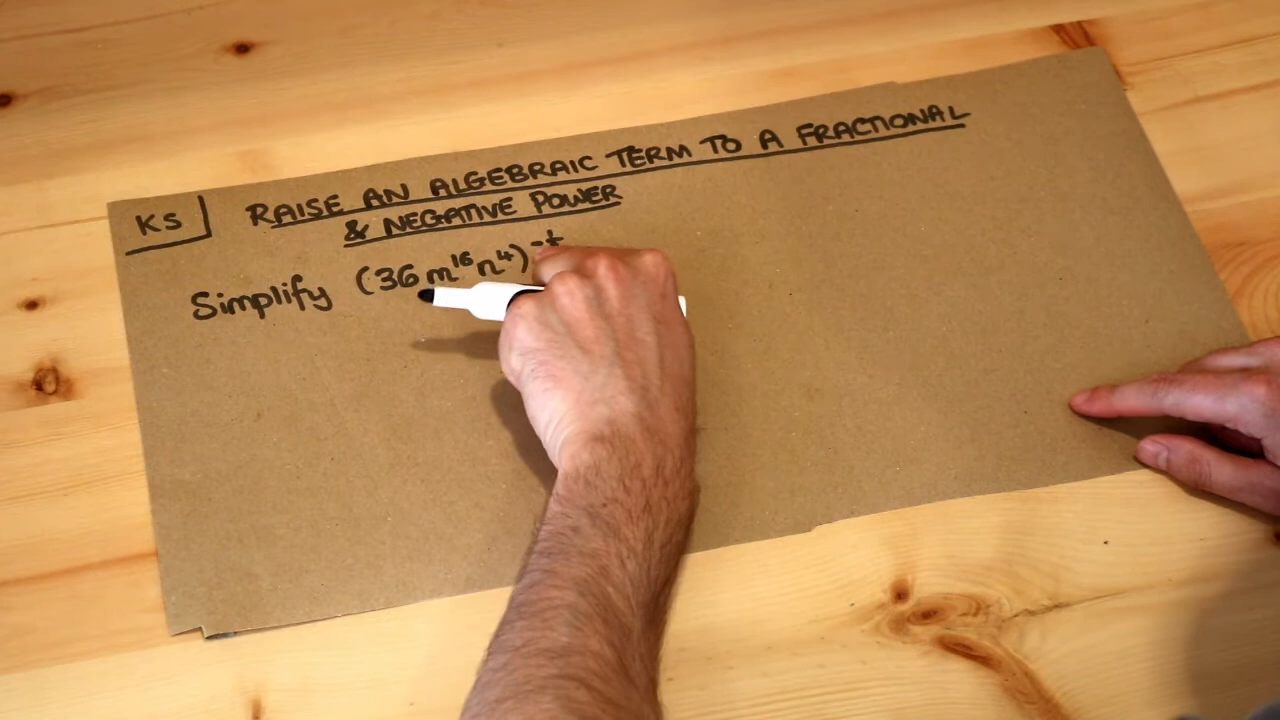 KS
RAISE AN ALGEBRAIC TERM TO A FRACTIONAL
& NEGATIVE POWER
Simplify (36m¹⁶n⁴)